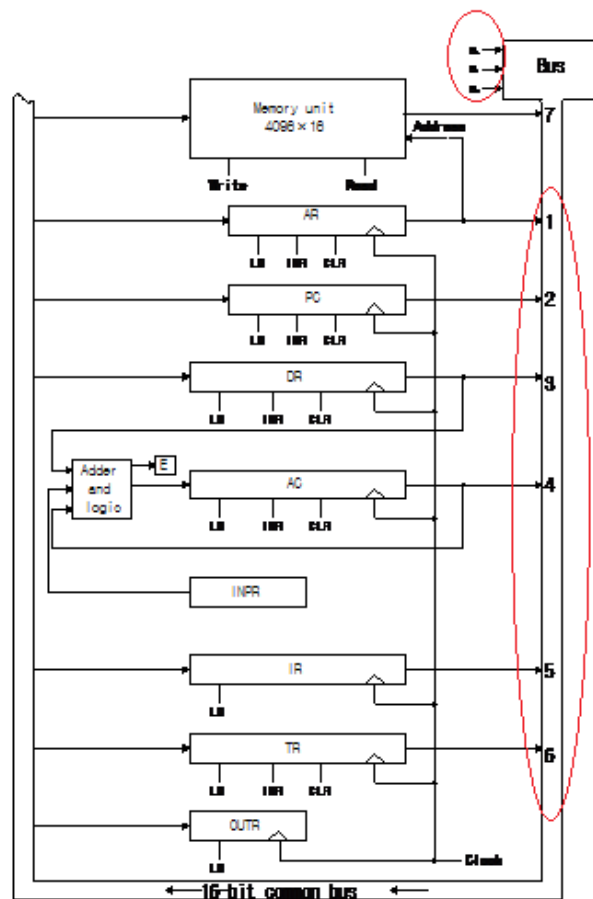 Bus
Memory unit
4096×16
7
Address
Write Read
AR
1
LD INR CLR
PC
2
LD INR CLR
DR
3
LD INR CLR
Adder
and
logic
E
AC
4
LD INR CLR
INPR
IR
5
LD
TR
6
LD INR CLR
OUTR
LD
Clock
16-bit common bus